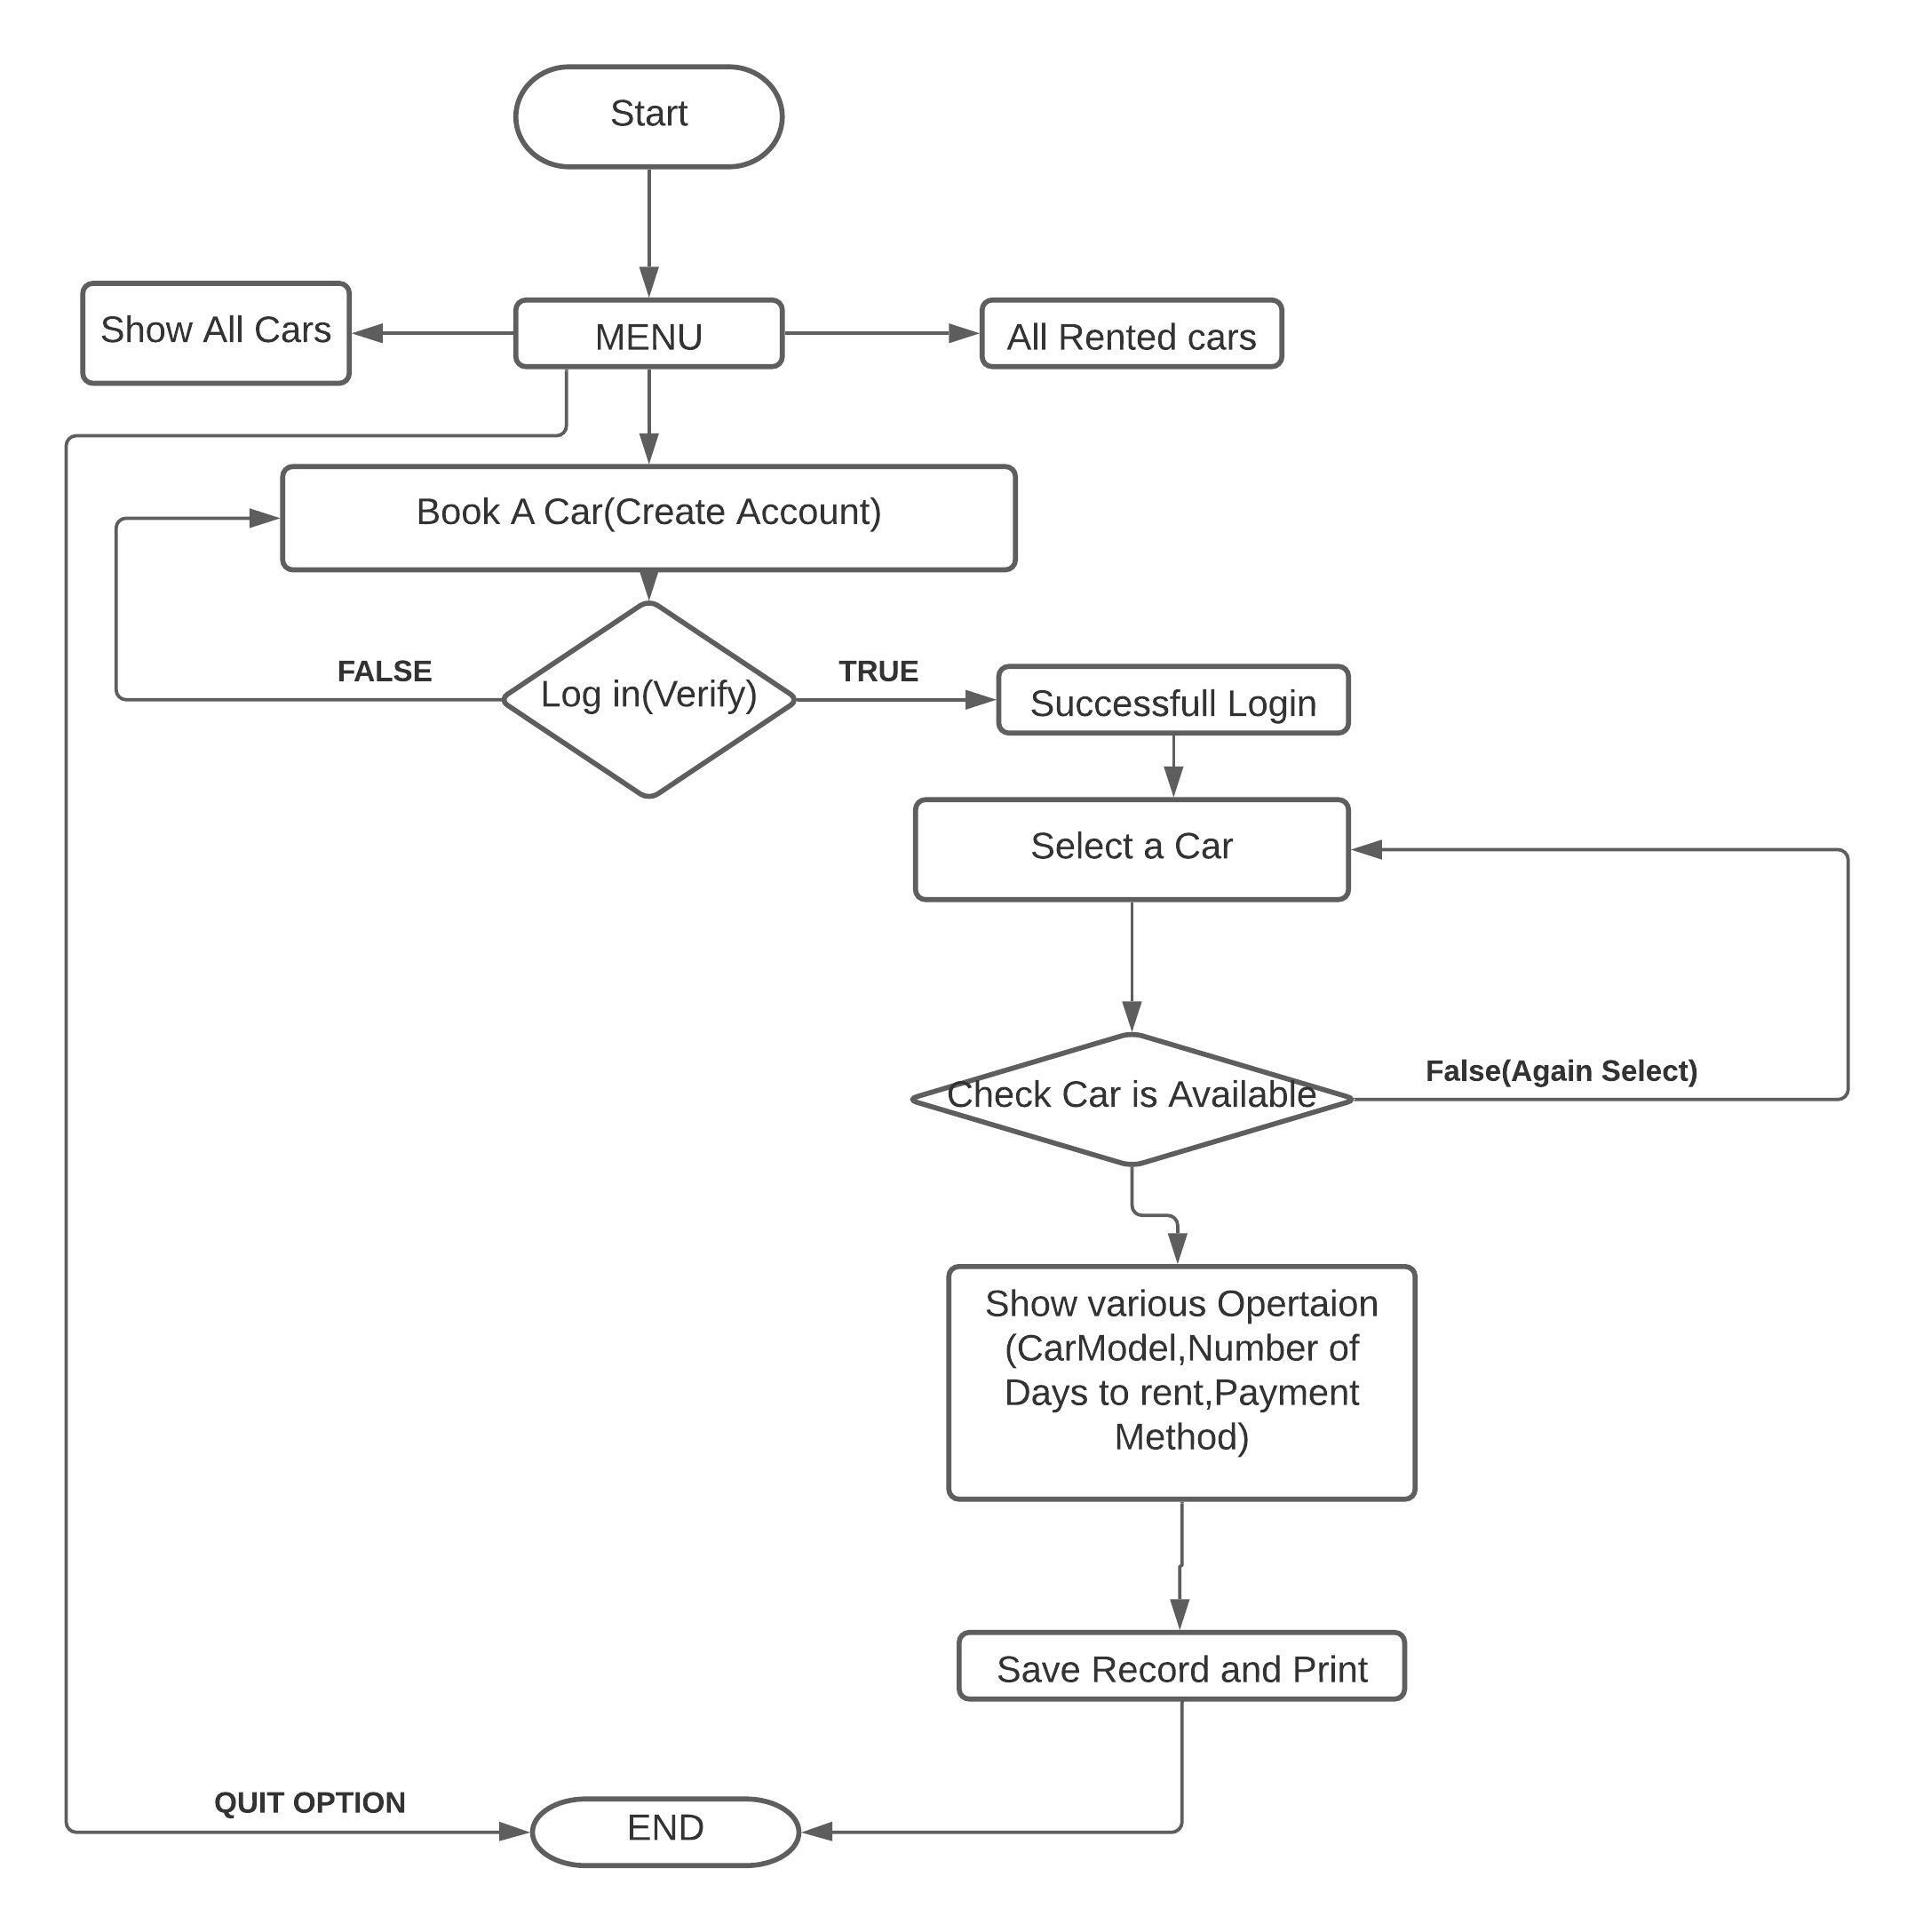 Start
Show All Cars
MENU
All Rented cars
Book A Car(Create Account)
FALSE
Log in(Verify)
TRUE
Successfull Login
Select a Car
Check Car is Available
False(Again Select)
Show various Opertaion
(CarModel,Number of
Days to rent,Payment
Method)
Save Record and Print
QUIT OPTION
END